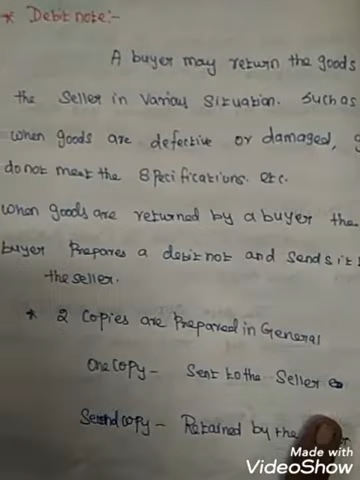 * Debit note:-
A buyer may return the goods
the seller in various situation. Such as
when goods are defective or damaged,
do not meet the specifications. etc.
when goods are returned by a buyer the
buyer Prepares a debit not and sends it
the seller.
* 2 copies are Prepared in General
One copy - Sent to the Seller
Second copy - Retained by the
Made with
VideoShow